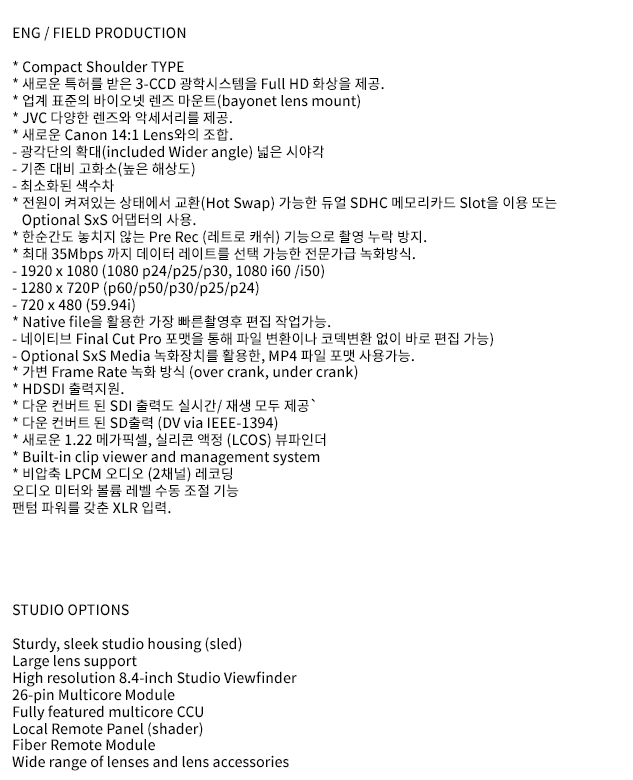 ENG / FIELD PRODUCTION
* Compact Shoulder TYPE
* 새로운 특허를 받은 3-CCD 광학시스템을 Full HD 화상을 제공.
* 업계 표준의 바이오넷 렌즈 마운트(bayonet lens mount)
* JVC 다양한 렌즈와 악세서리를 제공.
* 새로운 Canon 14:1 Lens와의 조합.
- 광각단의 확대(included Wider angle) 넓은 시야각
- 기존 대비 고화소(높은 해상도)
- 최소화된 색수차
* 전원이 켜져있는 상태에서 교환(Hot Swap) 가능한 듀얼 SDHC 메모리카드 Slot을 이용 또는
Optional SxS 어댑터의 사용.
* 한순간도 놓치지 않는 Pre Rec (레트로 캐쉬) 기능으로 촬영 누락 방지.
* 최대 35Mbps 까지 데이터 레이트를 선택 가능한 전문가급 녹화방식.
- 1920 x 1080 (1080 p24/p25/p30, 1080 i60 /i50)
- 1280 x 720P (p60/p50/p30/p25/p24)
- 720 x 480 (59.94i)
* Native file을 활용한 가장 빠른촬영후 편집 작업가능.
- 네이티브 Final Cut Pro 포맷을 통해 파일 변환이나 코덱변환 없이 바로 편집 가능)
- Optional SxS Media 녹화장치를 활용한, MP4 파일 포맷 사용가능.
* 가변 Frame Rate 녹화 방식 (over crank, under crank)
* HDSDI 출력지원.
* 다운 컨버트 된 SDI 출력도 실시간/ 재생 모두 제공`
* 다운 컨버트 된 SD출력 (DV via IEEE-1394)
* 새로운 1.22 메가픽셀, 실리콘 액정 (LCOS) 뷰파인더
* Built-in clip viewer and management system
* 비압축 LPCM 오디오 (2채널) 레코딩
오디오 미터와 볼륨 레벨 수동 조절 기능
팬텀 파워를 갖춘 XLR 입력.
STUDIO OPTIONS
Sturdy, sleek studio housing (sled)
Large lens support
High resolution 8.4-inch Studio Viewfinder
26-pin Multicore Module
Fully featured multicore CCU
Local Remote Panel (shader)
Fiber Remote Module
Wide range of lenses and lens accessories